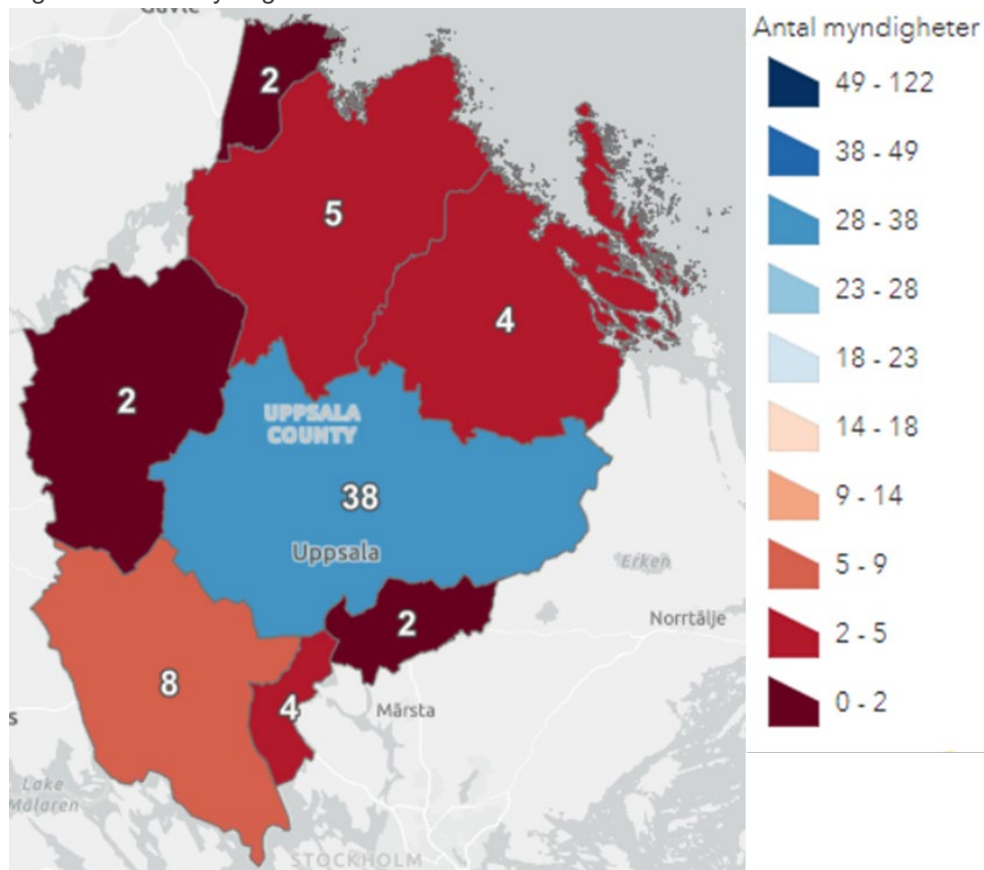 Antal myndigheter
49 - 122
38 - 49
28 - 38
23 - 28
18 - 23
14 - 18
9 - 14
5 - 9
2 - 5
0 - 2
2
5
4
2
UPPSALA
COUNTY
38
Uppsala
Erken
2
Norrtälje
8
4
Märsta
s
Lake
Mälaren
STOCKHOLM